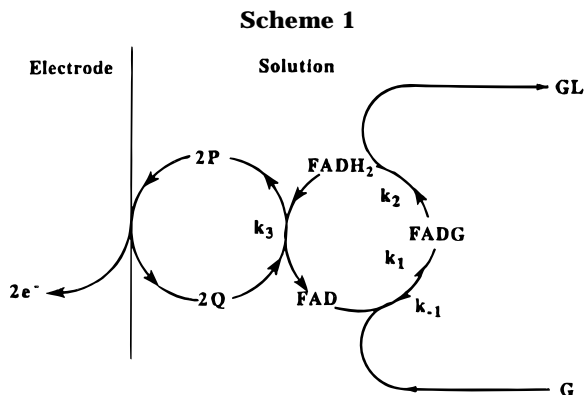 Scheme 1
Electrode
Solution
GL
2P
FADH₂
k₂
k₃
FADG
k₁
2e⁻
2Q
FAD
k₋₁
G